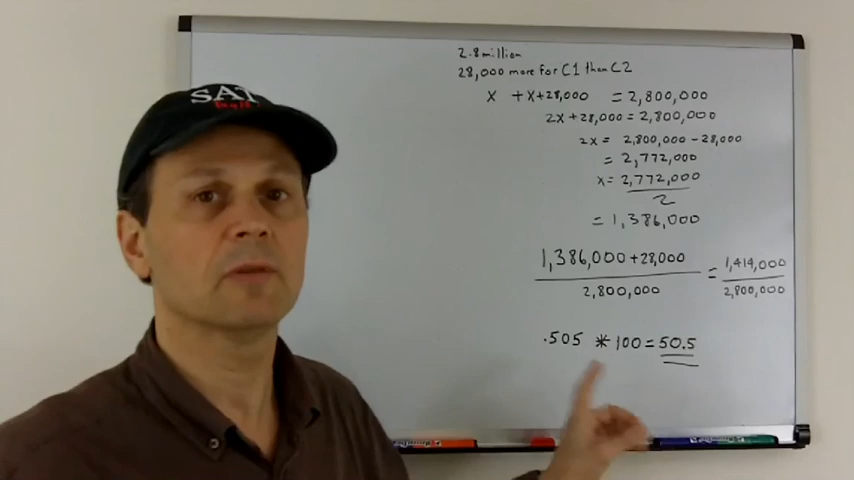 SAT
2.8 million
28,000 more for C1 than C2
x + x + 28,000 = 2,800,000
2x + 28,000 = 2,800,000
2x = 2,800,000 - 28,000
= 2,772,000
x = 2,772,000
2
= 1,386,000
1,386,000 + 28,000
2,800,000
= 1,414,000
2,800,000
.505 * 100 = 50.5